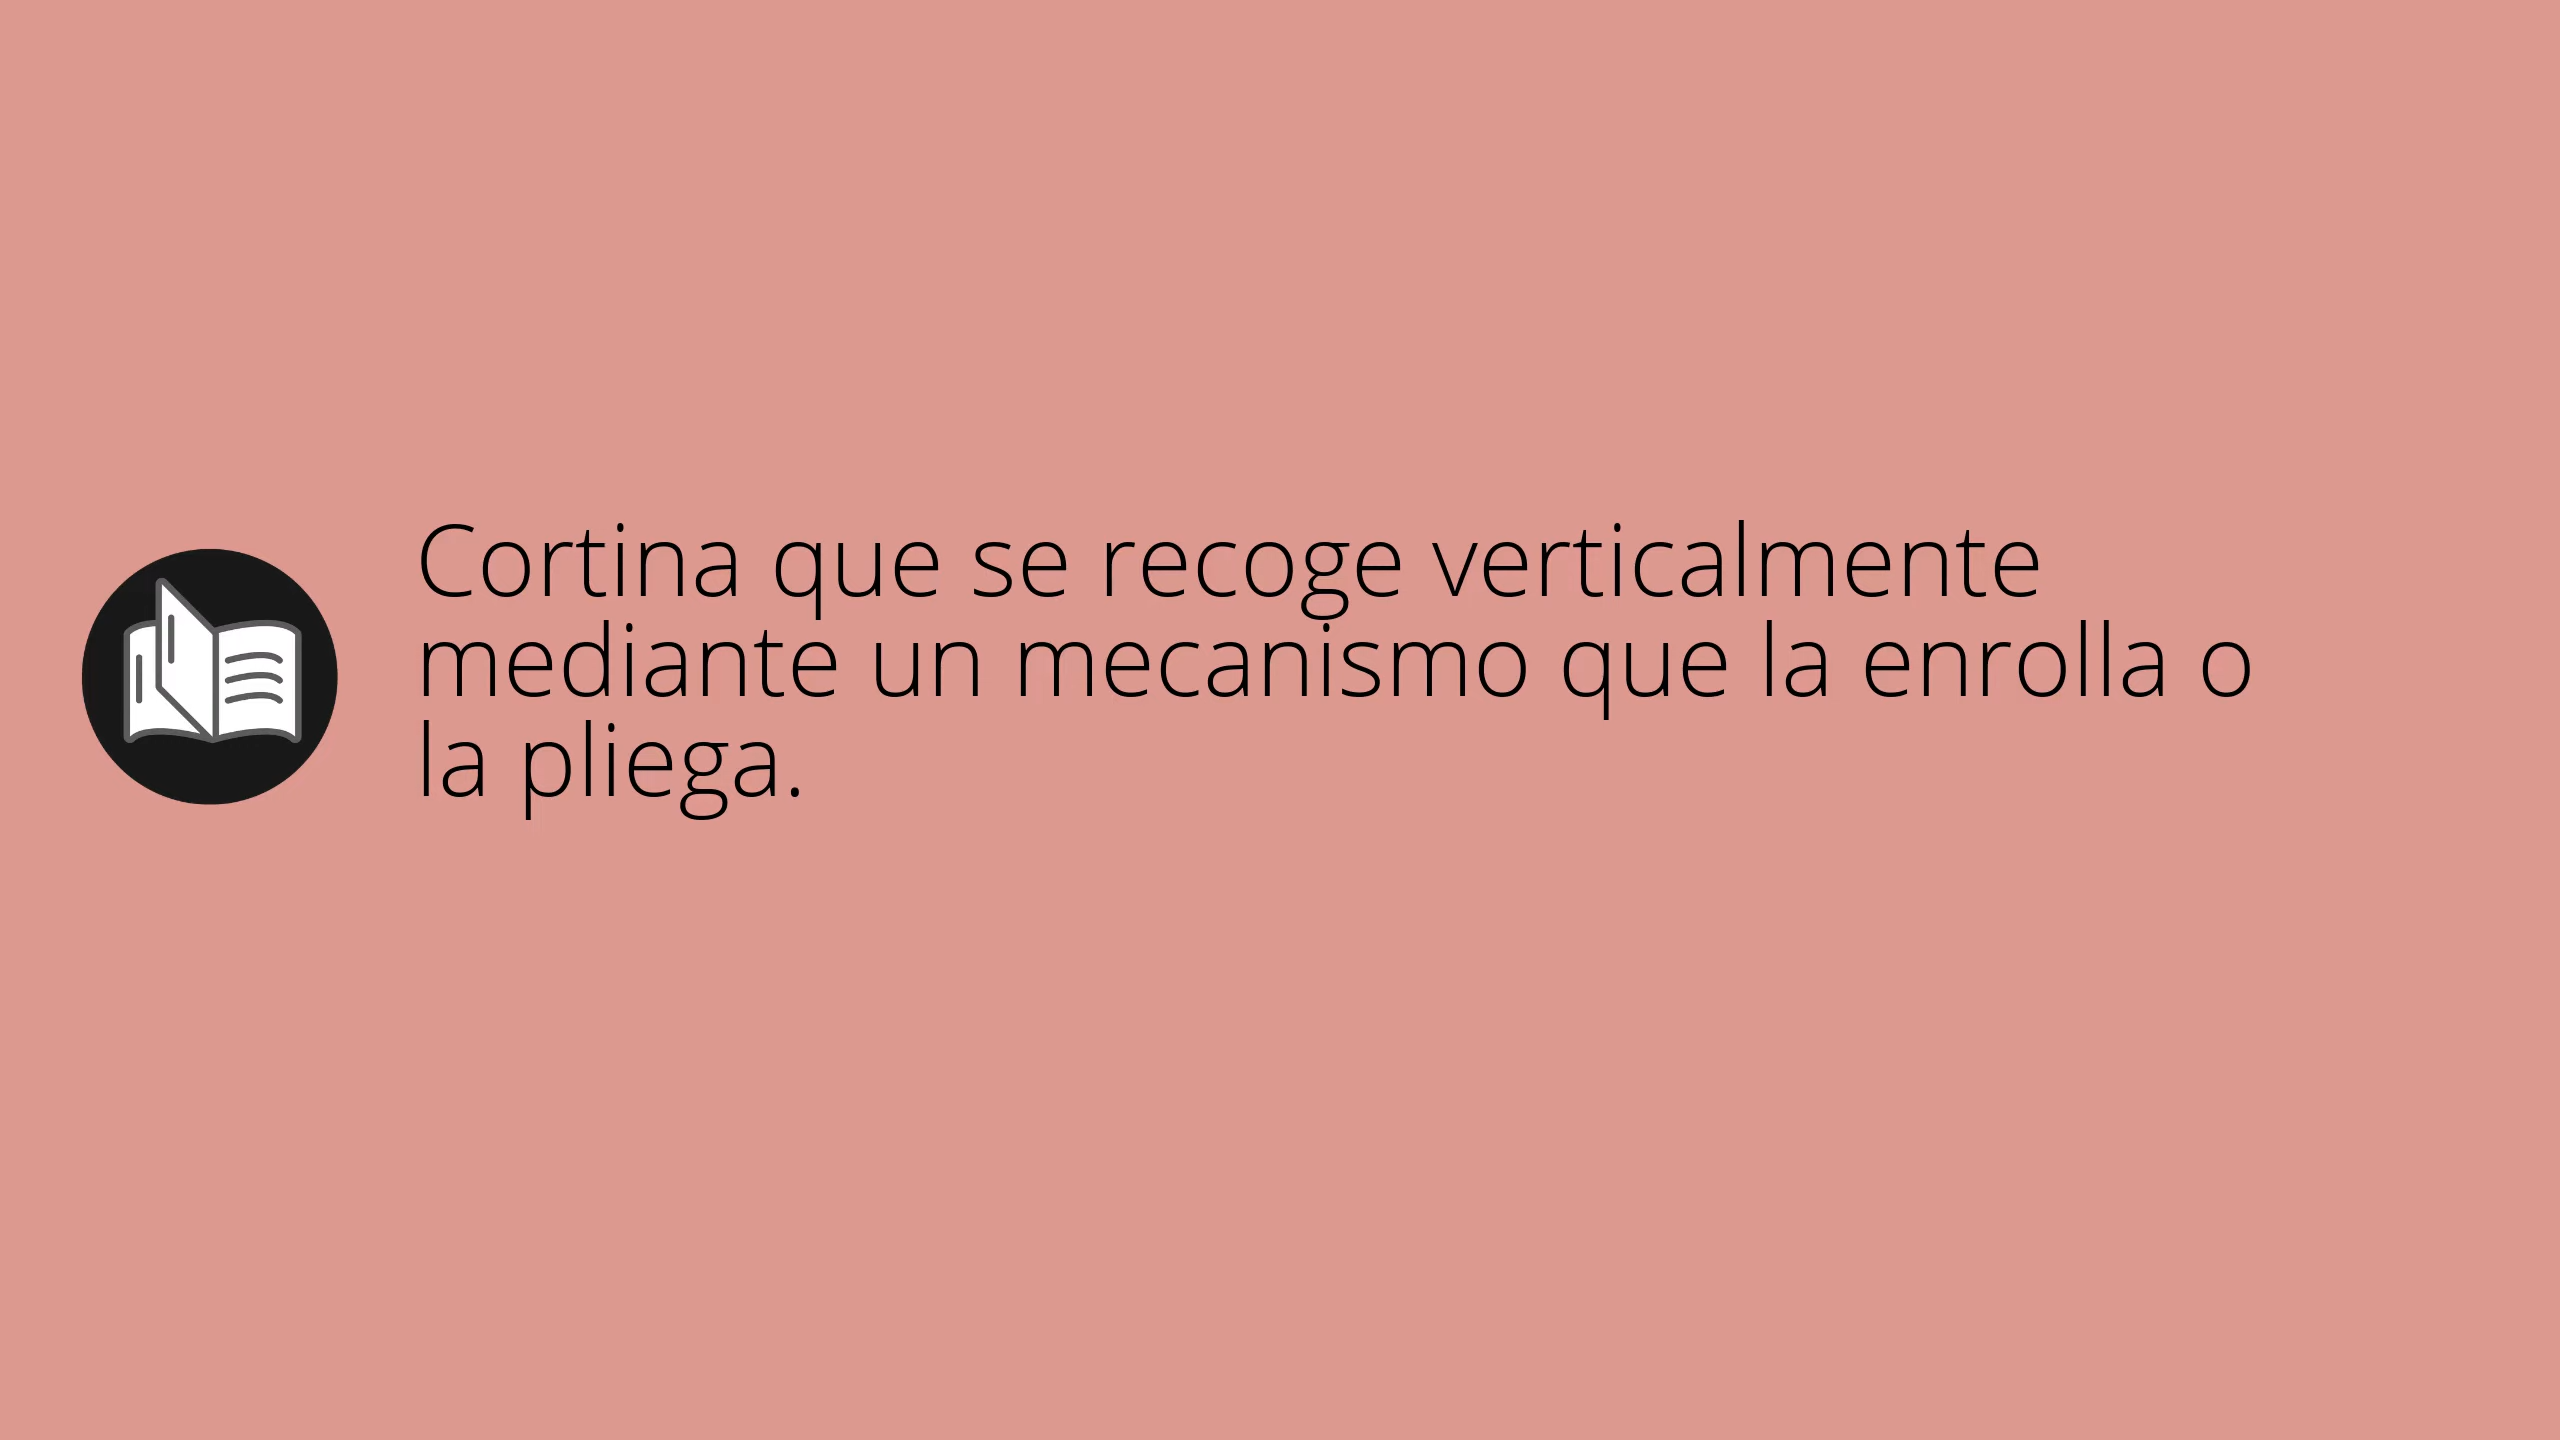 Cortina que se recoge verticalmente
mediante un mecanismo que la enrolla o
la pliega.